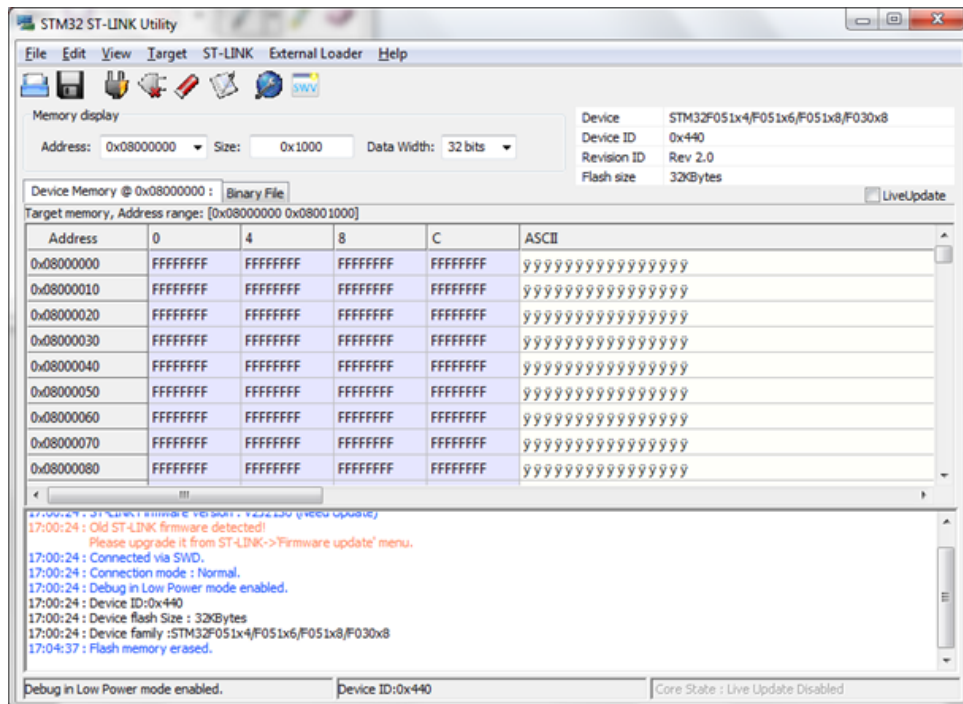 STM32 ST-LINK Utility
File Edit View Target ST-LINK External Loader Help
SWV
Memory display
Address: 0x08000000 Size: 0x1000 Data Width: 32 bits
Device STM32F051x4/F051x6/F051x8/F030x8
Device ID 0x440
Revision ID Rev 2.0
Flash size 32KBytes
LiveUpdate
Device Memory @ 0x08000000 : Binary File
Target memory, Address range: [0x08000000 0x08001000]
Address 0 4 8 C ASCII
0x08000000 FFFFFFFF FFFFFFFF FFFFFFFF FFFFFFFF ÿÿÿÿÿÿÿÿÿÿÿÿÿÿÿÿ
0x08000010 FFFFFFFF FFFFFFFF FFFFFFFF FFFFFFFF ÿÿÿÿÿÿÿÿÿÿÿÿÿÿÿÿ
0x08000020 FFFFFFFF FFFFFFFF FFFFFFFF FFFFFFFF ÿÿÿÿÿÿÿÿÿÿÿÿÿÿÿÿ
0x08000030 FFFFFFFF FFFFFFFF FFFFFFFF FFFFFFFF ÿÿÿÿÿÿÿÿÿÿÿÿÿÿÿÿ
0x08000040 FFFFFFFF FFFFFFFF FFFFFFFF FFFFFFFF ÿÿÿÿÿÿÿÿÿÿÿÿÿÿÿÿ
0x08000050 FFFFFFFF FFFFFFFF FFFFFFFF FFFFFFFF ÿÿÿÿÿÿÿÿÿÿÿÿÿÿÿÿ
0x08000060 FFFFFFFF FFFFFFFF FFFFFFFF FFFFFFFF ÿÿÿÿÿÿÿÿÿÿÿÿÿÿÿÿ
0x08000070 FFFFFFFF FFFFFFFF FFFFFFFF FFFFFFFF ÿÿÿÿÿÿÿÿÿÿÿÿÿÿÿÿ
0x08000080 FFFFFFFF FFFFFFFF FFFFFFFF FFFFFFFF ÿÿÿÿÿÿÿÿÿÿÿÿÿÿÿÿ
17:00:24 : ST-LINK Firmware version : (Need Update)
17:00:24 : Old ST-LINK firmware detected!
Please upgrade it from ST-LINK->'Firmware update' menu.
17:00:24 : Connected via SWD.
17:00:24 : Connection mode : Normal.
17:00:24 : Debug in Low Power mode enabled.
17:00:24 : Device ID:0x440
17:00:24 : Device flash Size : 32KBytes
17:00:24 : Device family :STM32F051x4/F051x6/F051x8/F030x8
17:04:37 : Flash memory erased.
Debug in Low Power mode enabled. Device ID:0x440 Core State : Live Update Disabled